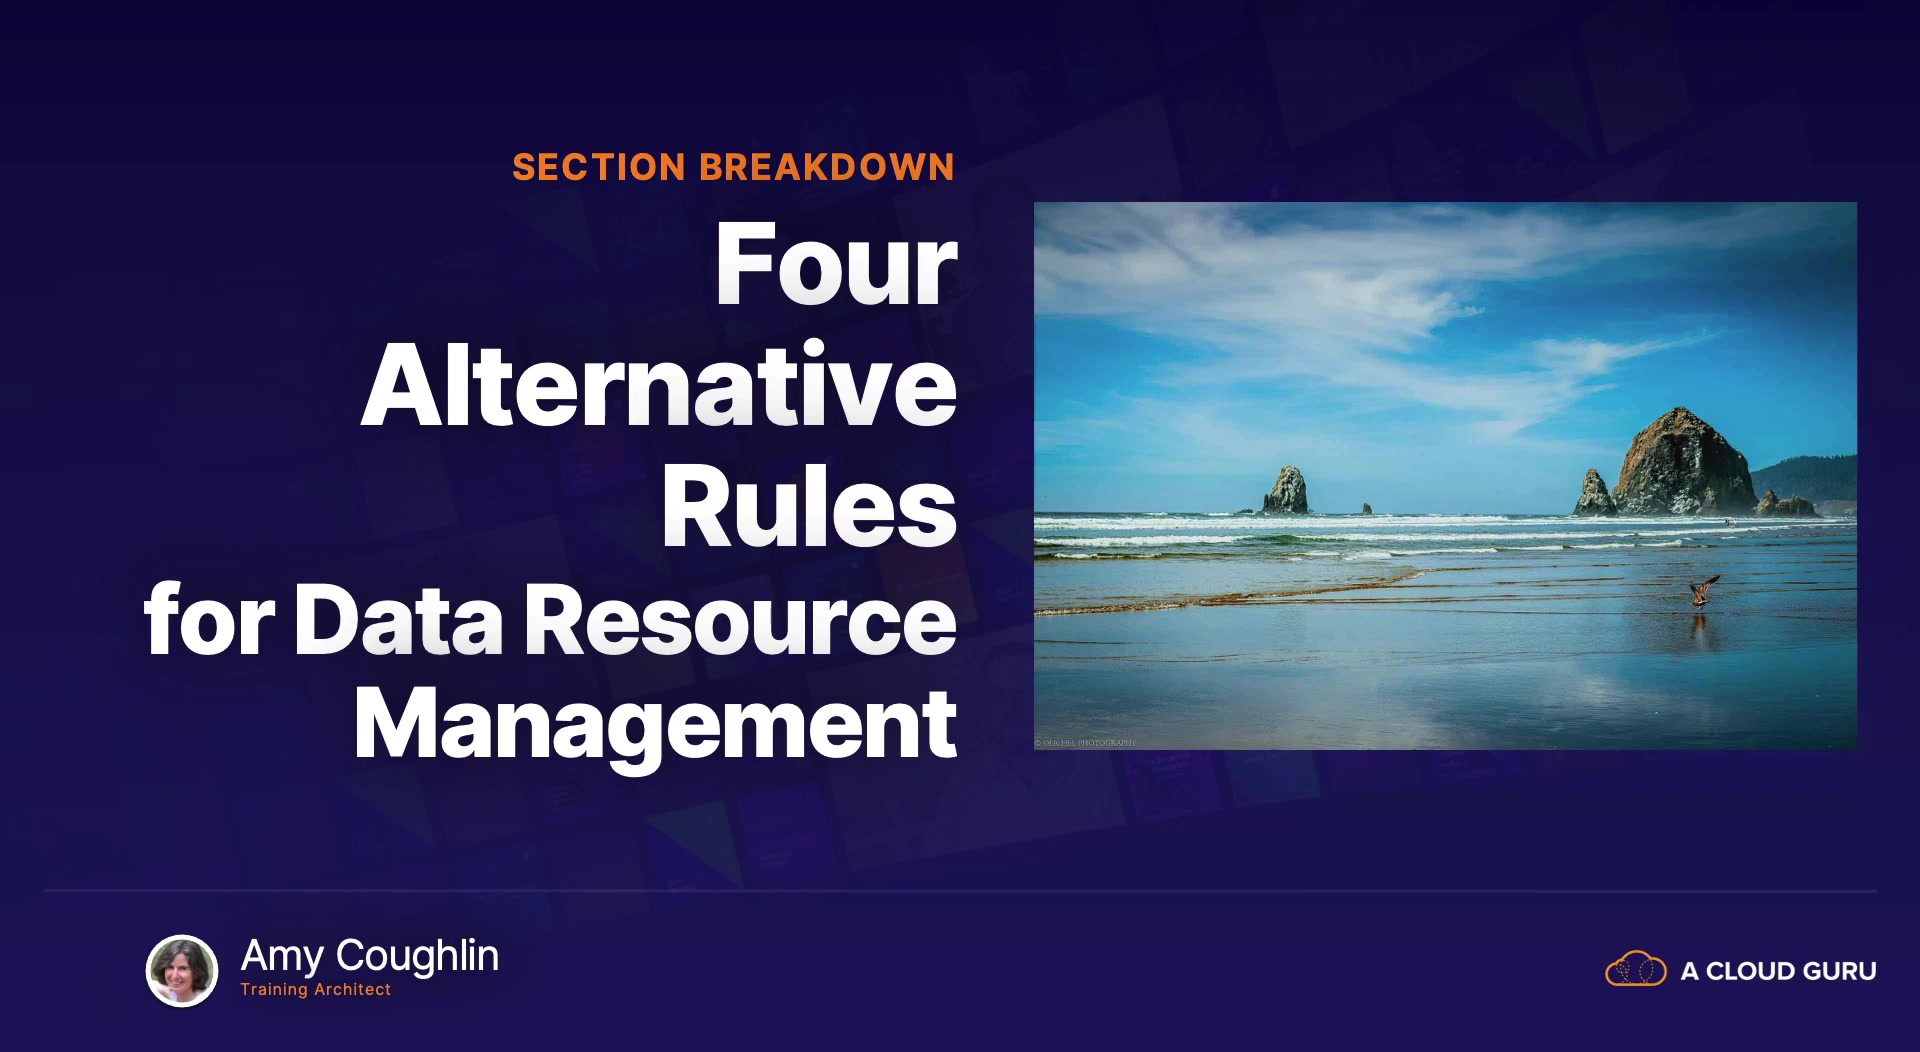 SECTION BREAKDOWN
Four
Alternative
Rules
for Data Resource
Management
© OLICHEL PHOTOGRAPHY
Amy Coughlin
Training Architect
A CLOUD GURU